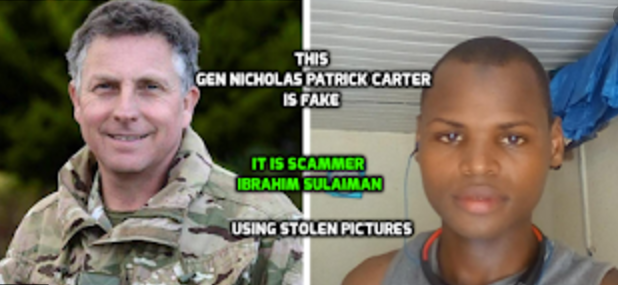 THIS
GEN NICHOLAS PATRICK CARTER
IS FAKE
IT IS SCAMMER
IBRAHIM SULAIMAN
USING STOLEN PICTURES